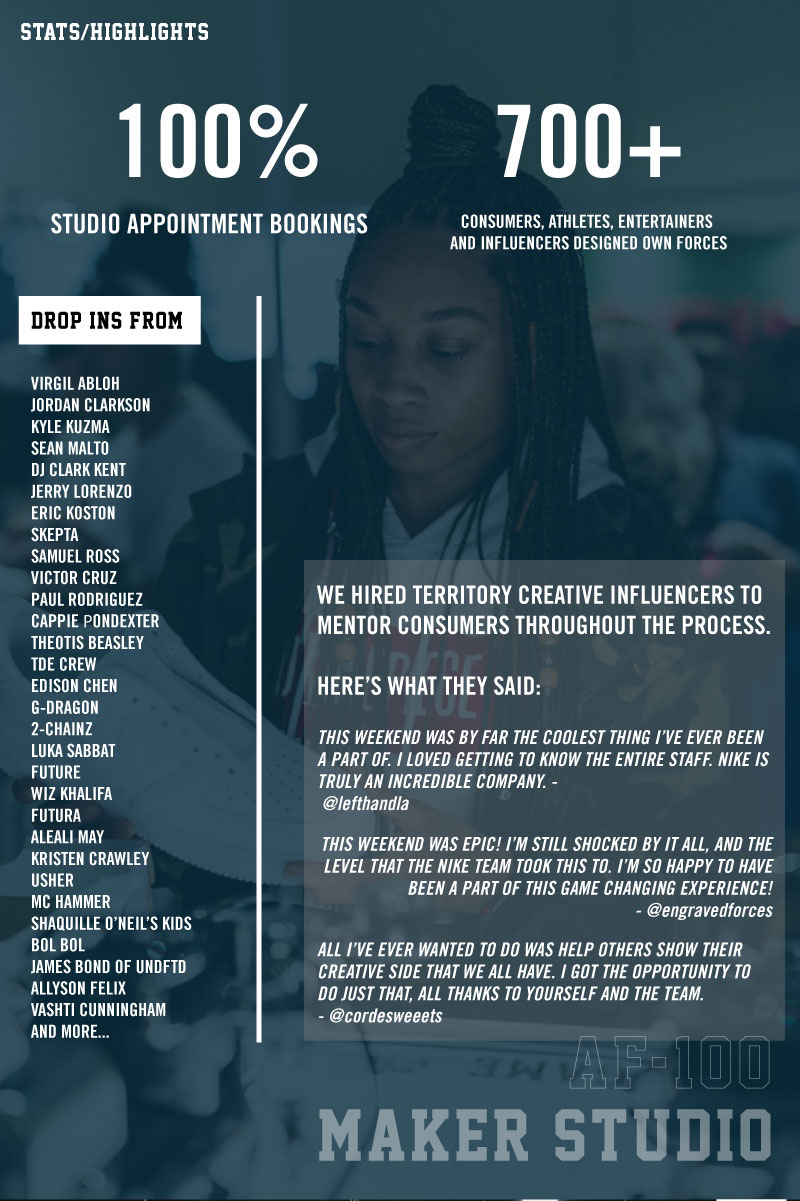 STATS/HIGHLIGHTS
100%
STUDIO APPOINTMENT BOOKINGS
700+
CONSUMERS, ATHLETES, ENTERTAINERS
AND INFLUENCERS DESIGNED OWN FORCES
DROP INS FROM
VIRGIL ABLOH
JORDAN CLARKSON
KYLE KUZMA
SEAN MALTO
DJ CLARK KENT
JERRY LORENZO
ERIC KOSTON
SKEPTA
SAMUEL ROSS
VICTOR CRUZ
PAUL RODRIGUEZ
CAPPIE PONDEXTER
THEOTIS BEASLEY
TDE CREW
EDISON CHEN
G-DRAGON
2-CHAINZ
LUKA SABBAT
FUTURE
WIZ KHALIFA
FUTURA
ALEALI MAY
KRISTEN CRAWLEY
USHER
MC HAMMER
SHAQUILLE O'NEIL'S KIDS
BOL BOL
JAMES BOND OF UNDFTD
ALLYSON FELIX
VASHTI CUNNINGHAM
AND MORE...
WE HIRED TERRITORY CREATIVE INFLUENCERS TO
MENTOR CONSUMERS THROUGHOUT THE PROCESS.
HERE'S WHAT THEY SAID:
THIS WEEKEND WAS BY FAR THE COOLEST THING I'VE EVER BEEN
A PART OF. I LOVED GETTING TO KNOW THE ENTIRE STAFF. NIKE IS
TRULY AN INCREDIBLE COMPANY. -
@lefthandla
THIS WEEKEND WAS EPIC! I'M STILL SHOCKED BY IT ALL, AND THE
LEVEL THAT THE NIKE TEAM TOOK THIS TO. I'M SO HAPPY TO HAVE
BEEN A PART OF THIS GAME CHANGING EXPERIENCE!
- @engravedforces
ALL I'VE EVER WANTED TO DO WAS HELP OTHERS SHOW THEIR
CREATIVE SIDE THAT WE ALL HAVE. I GOT THE OPPORTUNITY TO
DO JUST THAT, ALL THANKS TO YOURSELF AND THE TEAM.
- @cordesweeets
AF-100
MAKER STUDIO